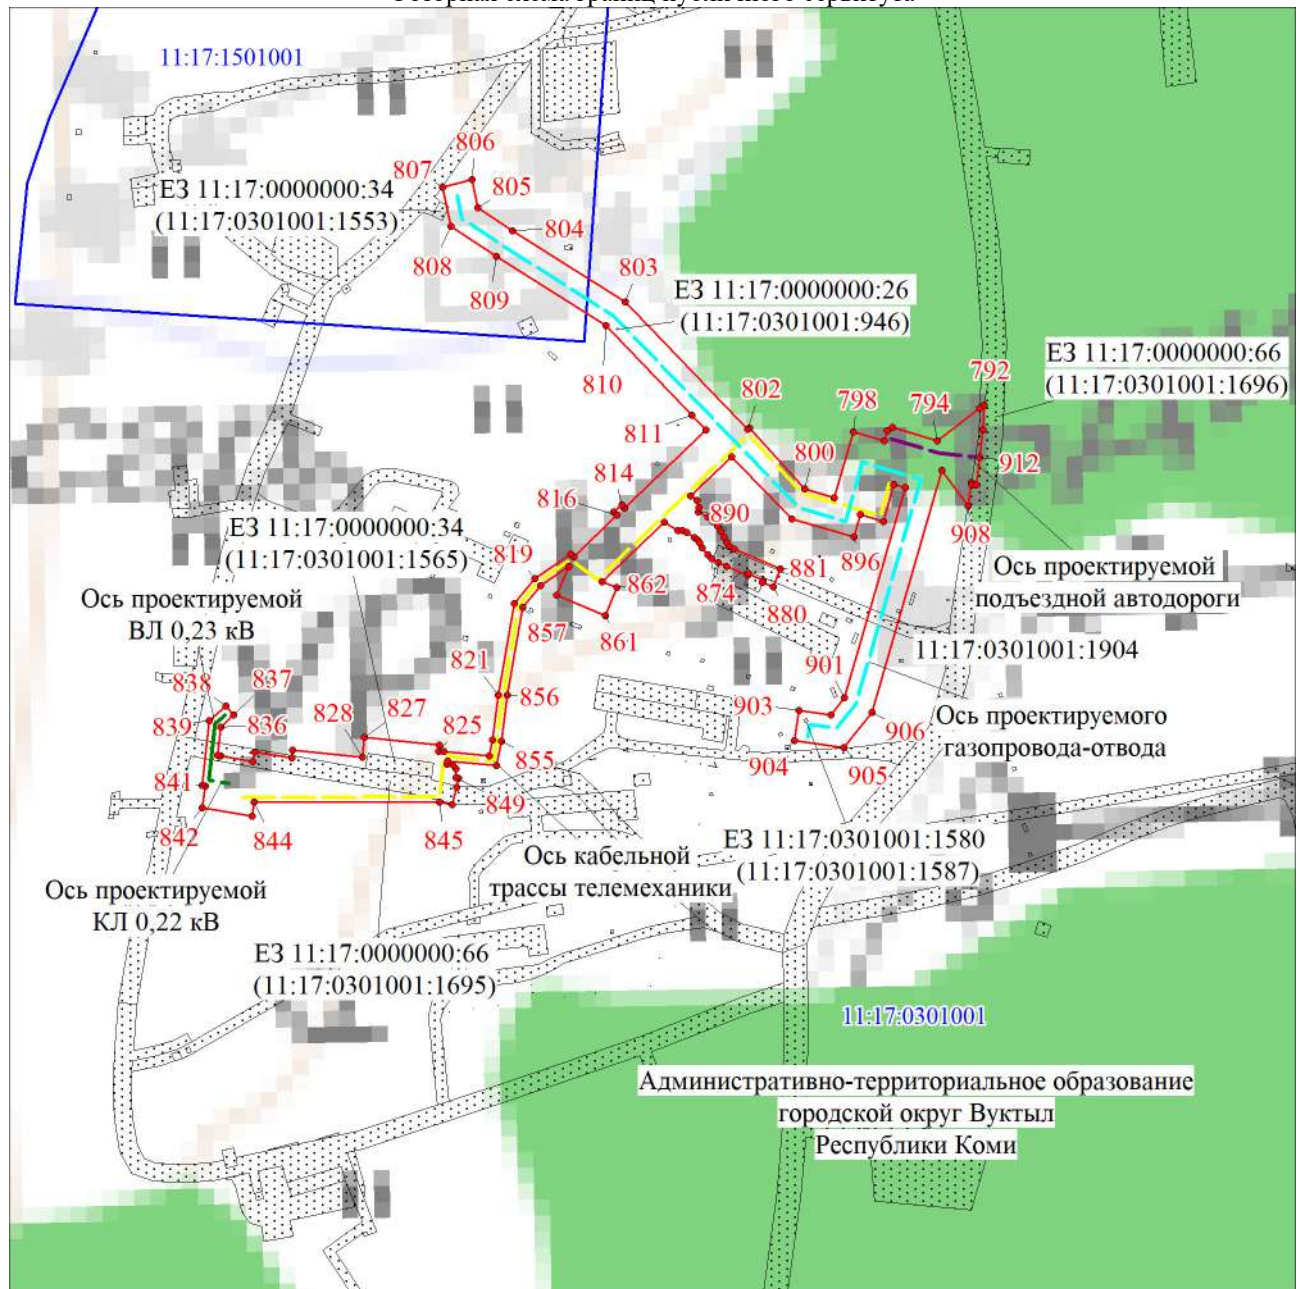 Обзорная схема границ публичного сервитута
11:17:1501001
806
807
805
ЕЗ 11:17:0000000:34
(11:17:0301001:1553)
804
808
803
809
ЕЗ 11:17:0000000:26
(11:17:0301001:946)
810
ЕЗ 11:17:0000000:66
(11:17:0301001:1696)
792
802
798
794
811
800
912
814
816
890
908
ЕЗ 11:17:0000000:34
(11:17:0301001:1565)
896
819
881
862
874
880
Ось проектируемой
подъездной автодороги
Ось проектируемой
ВЛ 0,23 кВ
857
861
11:17:0301001:1904
821
856
901
838
837
903
839
836
828
827
825
906
Ось проектируемого
газопровода-отвода
855
904
905
841
849
842
844
845
ЕЗ 11:17:0301001:1580
(11:17:0301001:1587)
Ось кабельной
трассы телемеханики
Ось проектируемой
КЛ 0,22 кВ
ЕЗ 11:17:0000000:66
(11:17:0301001:1695)
11:17:0301001
Административно-территориальное образование
городской округ Вуктыл
Республики Коми